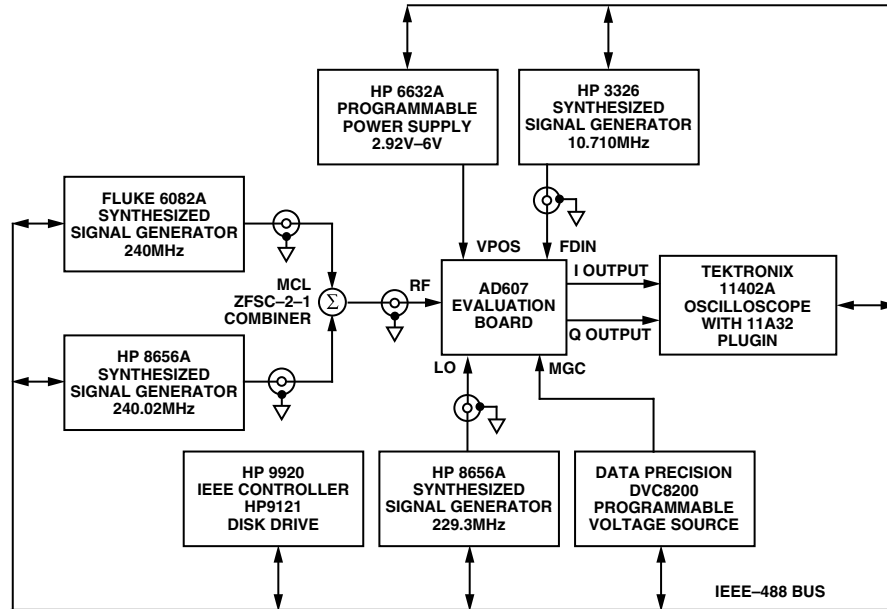 HP 6632A
PROGRAMMABLE
POWER SUPPLY
2.92V–6V
HP 3326
SYNTHESIZED
SIGNAL GENERATOR
10.710MHz
FLUKE 6082A
SYNTHESIZED
SIGNAL GENERATOR
240MHz
VPOS
FDIN
MCL
ZFSC–2–1
COMBINER
Σ
RF
AD607
EVALUATION
BOARD
I OUTPUT
Q OUTPUT
TEKTRONIX
11402A
OSCILLOSCOPE
WITH 11A32
PLUGIN
HP 8656A
SYNTHESIZED
SIGNAL GENERATOR
240.02MHz
LO
MGC
HP 9920
IEEE CONTROLLER
HP9121
DISK DRIVE
HP 8656A
SYNTHESIZED
SIGNAL GENERATOR
229.3MHz
DATA PRECISION
DVC8200
PROGRAMMABLE
VOLTAGE SOURCE
IEEE–488 BUS